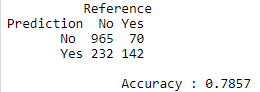 Reference
Prediction No Yes
No 965 70
Yes 232 142
Accuracy : 0.7857